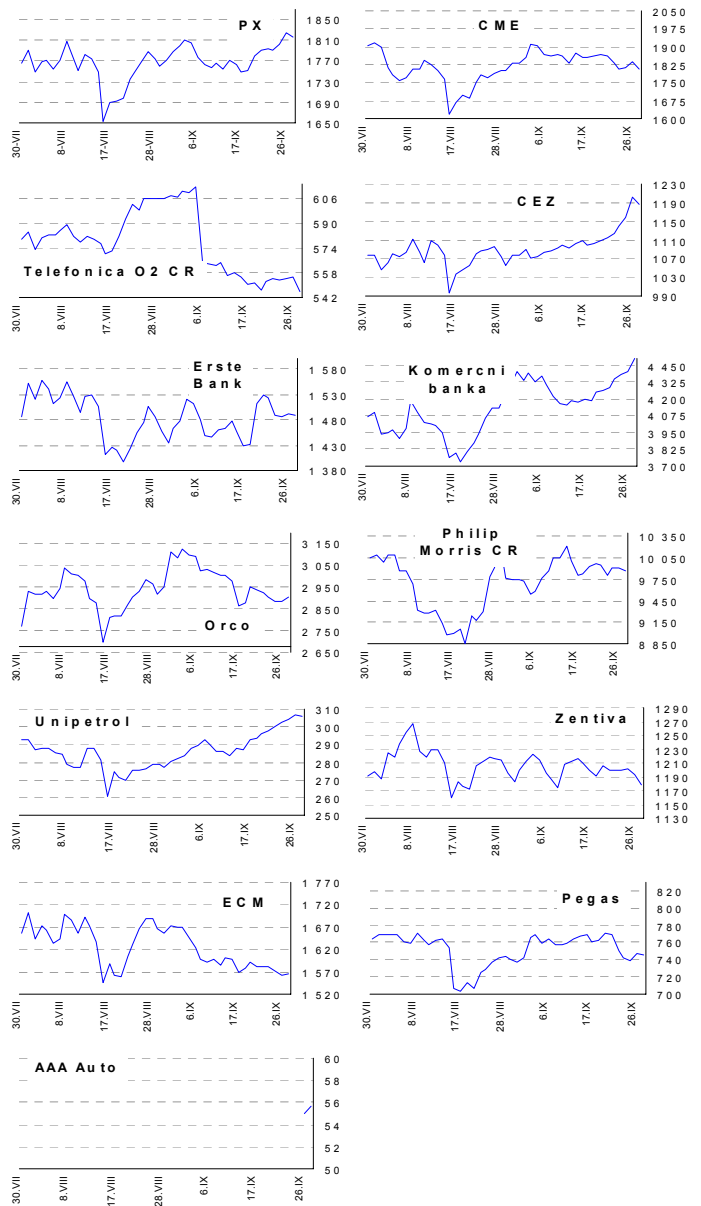 PX
1850
1810
1770
1730
1690
1650
30-VII
8-VIII
17-VIII
28-VIII
6-IX
17-IX
26-IX
CME
2050
1975
1900
1825
1750
1675
1600
30.VII
8.VIII
17.VIII
28.VIII
6.IX
17.IX
26.IX
Telefonica O2 CR
606
590
574
558
542
30.VII
8.VIII
17.VIII
28.VIII
6.IX
17.IX
26.IX
CEZ
1230
1190
1150
1110
1070
1030
990
30.VII
8.VIII
17.VIII
28.VIII
6.IX
17.IX
26.IX
Erste
Bank
1 580
1 530
1 480
1 430
1 380
30.VII
8.VIII
17.VIII
28.VIII
6.IX
17.IX
26.IX
Komercni
banka
4 450
4 325
4 200
4 075
3 950
3 825
3 700
30.VII
8.VIII
17.VIII
28.VIII
6.IX
17.IX
26.IX
Orco
3 150
3 050
2 950
2 850
2 750
2 650
30.VII
8.VIII
17.VIII
28.VIII
6.IX
17.IX
26.IX
Philip
Morris CR
10 350
10 050
9 750
9 450
9 150
8 850
30.VII
8.VIII
17.VIII
28.VIII
6.IX
17.IX
26.IX
Unipetrol
310
300
290
280
270
260
250
30.VII
8.VIII
17.VIII
28.VIII
6.IX
17.IX
26.IX
Zentiva
1290
1270
1250
1230
1210
1190
1170
1150
1130
30.VII
8.VIII
17.VIII
28.VIII
6.IX
17.IX
26.IX
ECM
1 770
1 720
1 670
1 620
1 570
1 520
30.VII
8.VIII
17.VIII
28.VIII
6.IX
17.IX
26.IX
Pegas
820
800
780
760
740
720
700
30.VII
8.VIII
17.VIII
28.VIII
6.IX
17.IX
26.IX
AAA Auto
60
58
56
54
52
50
30.VII
8.VIII
17.VIII
28.VIII
6.IX
17.IX
26.IX